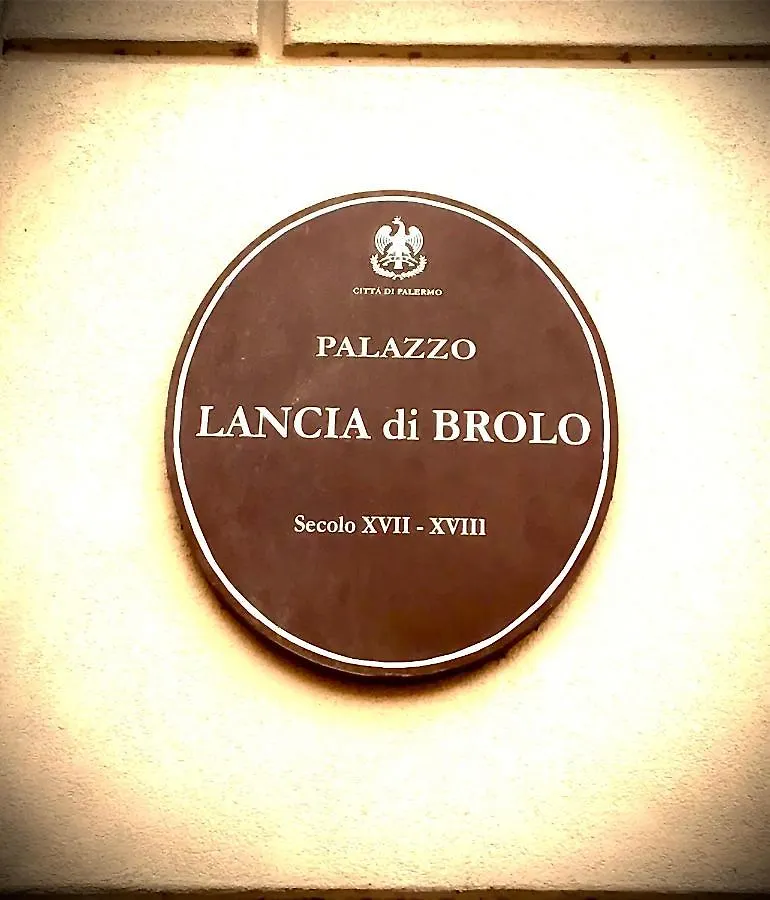 CITTÀ DI PALERMO
PALAZZO
LANCIA di BROLO
Secolo XVII - XVIII